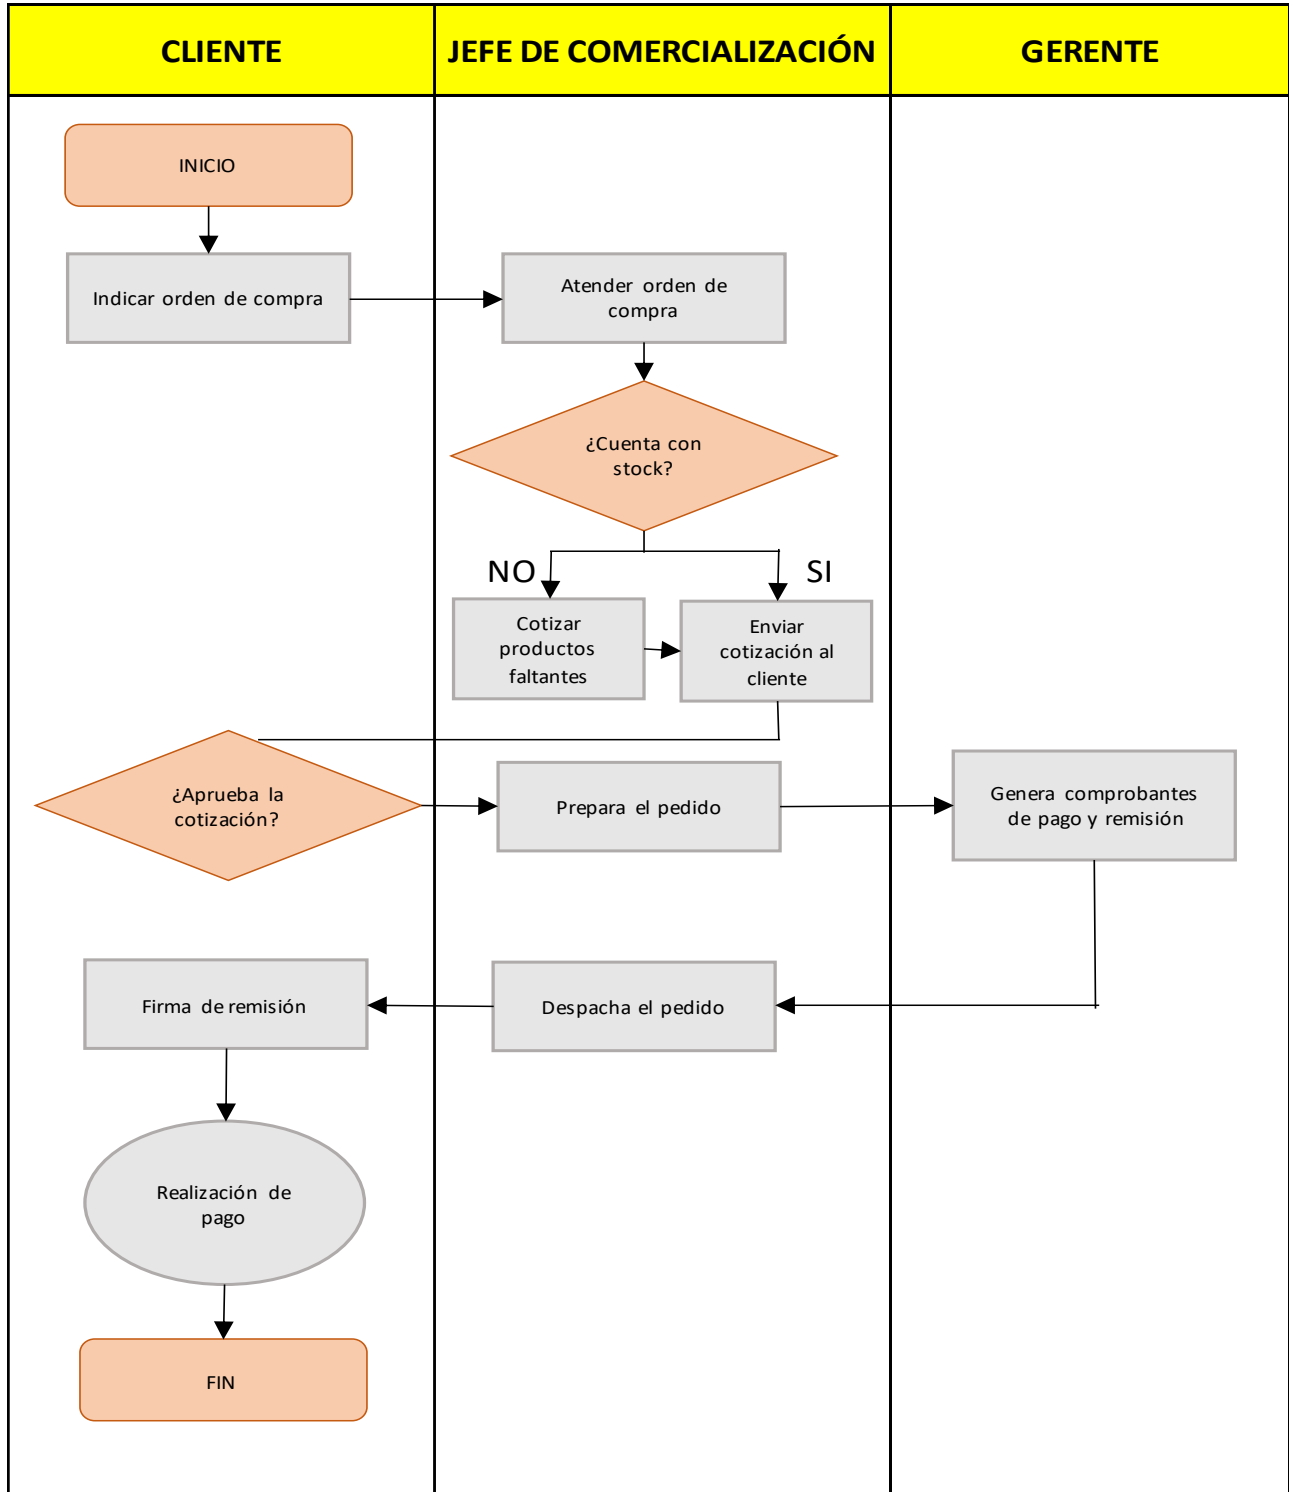 CLIENTE
JEFE DE COMERCIALIZACIÓN
GERENTE
INICIO
Indicar orden de compra
Atender orden de
compra
¿Cuenta con
stock?
NO
SI
Cotizar
productos
faltantes
Enviar
cotización al
cliente
¿Aprueba la
cotización?
Prepara el pedido
Genera comprobantes
de pago y remisión
Firma de remisión
Despacha el pedido
Realización de
pago
FIN